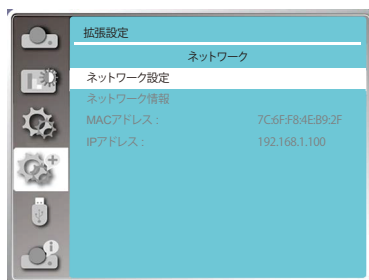 拡張設定
ネットワーク
ネットワーク設定
ネットワーク情報
MACアドレス : 7C:6F:F8:4E:B9:2F
IPアドレス : 192.168.1.100